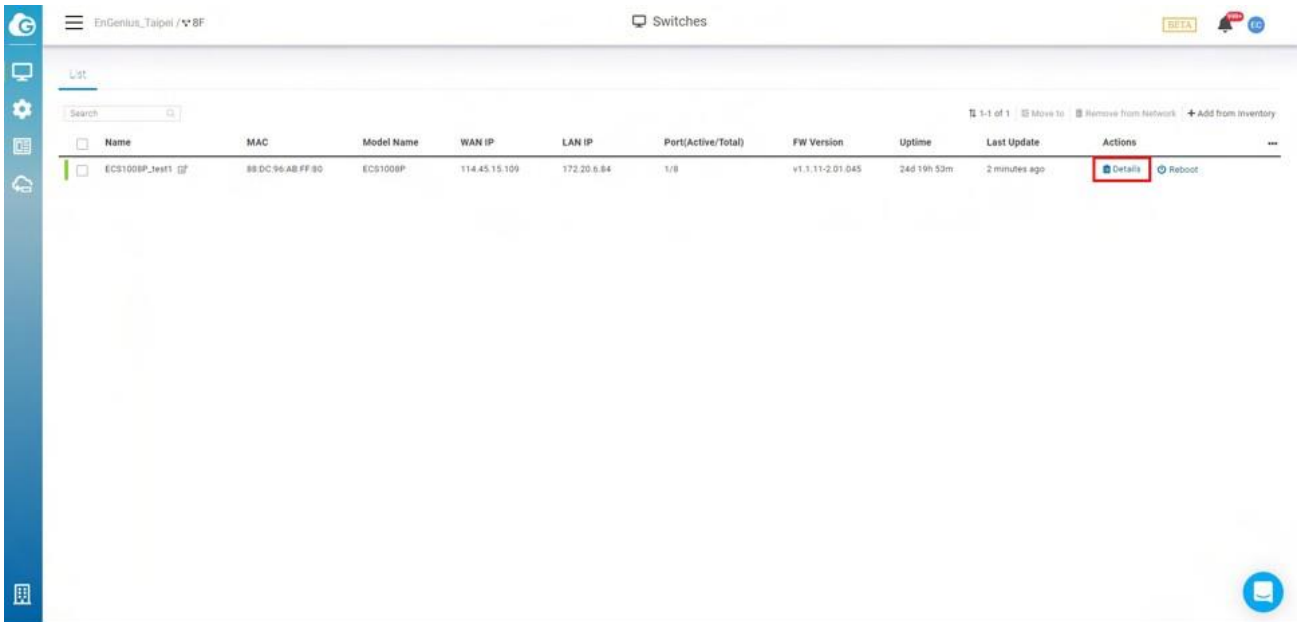 EnGenius_Taipei / 8F
Switches
BETA
EC
List
Search
1-1 of 1 Move to Remove from Network + Add from Inventory
Name MAC Model Name WAN IP LAN IP Port(Active/Total) FW Version Uptime Last Update Actions ...
ECS1008P_test1 88:DC:96:AB:FF:80 ECS1008P 114.45.15.109 172.20.6.84 1/8 v1.1.11-2.01.045 24d 19h 53m 2 minutes ago Details Reboot